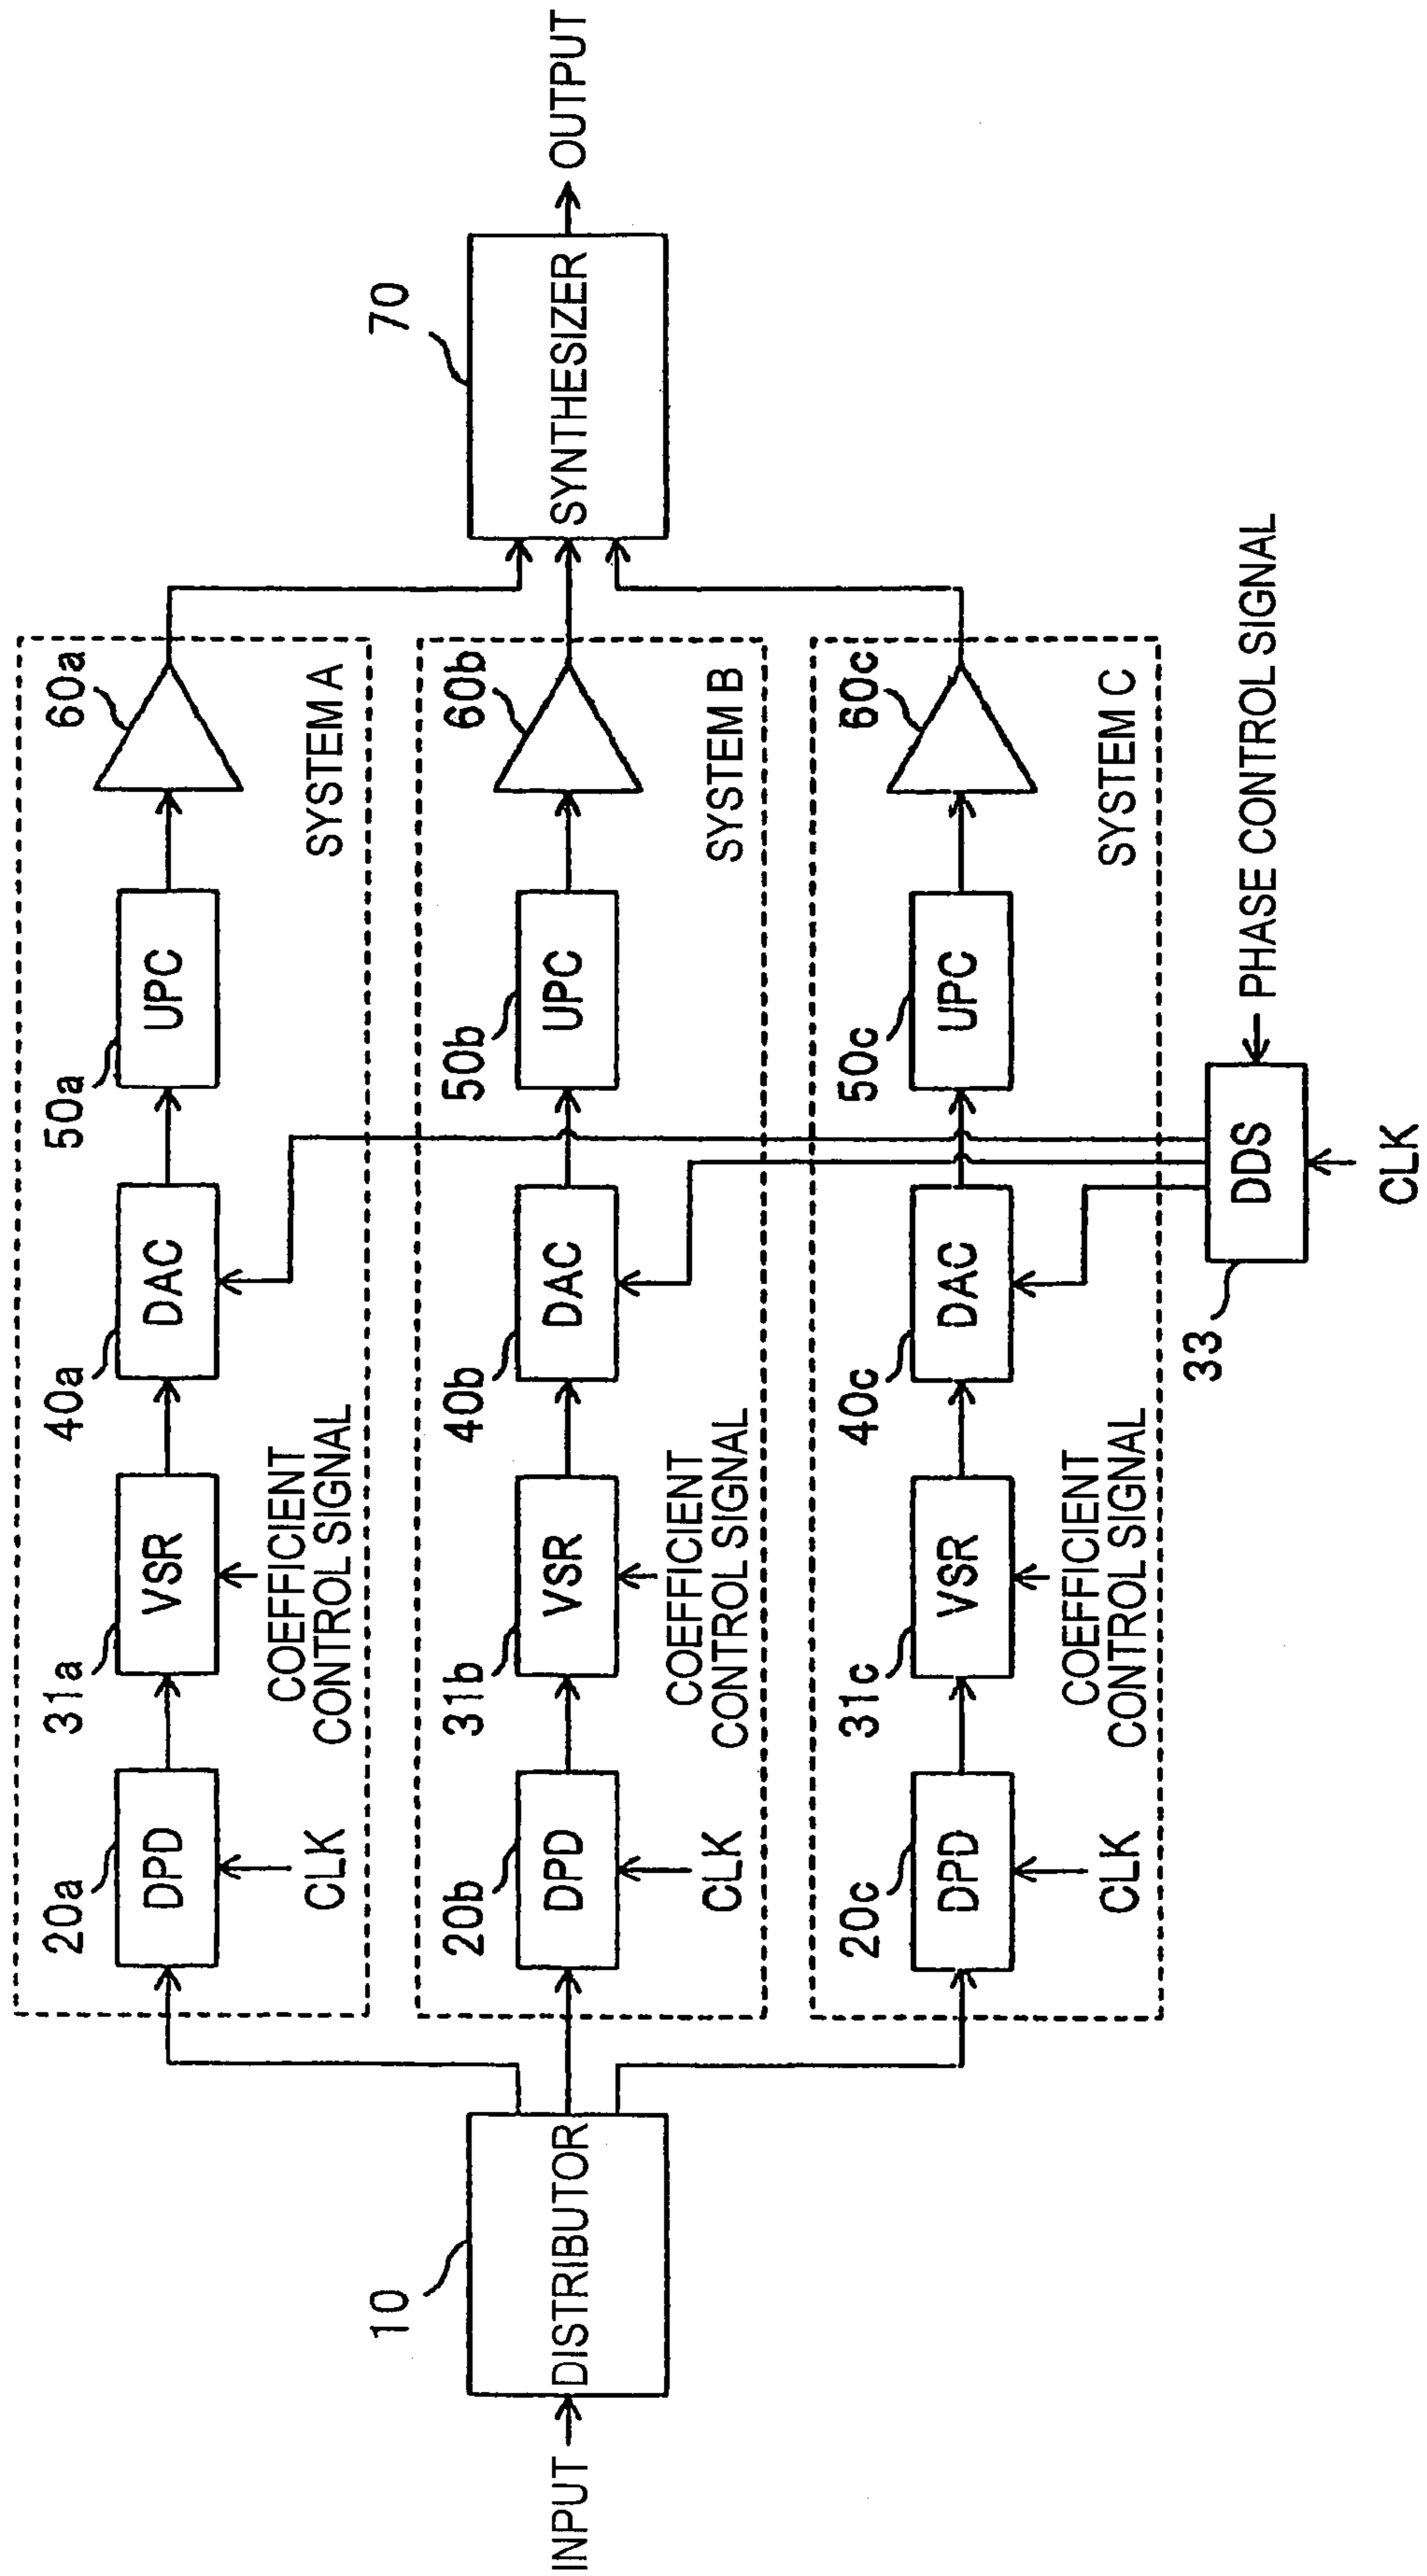 INPUT
10
DISTRIBUTOR
20a
DPD
CLK
31a
VSR
COEFFICIENT
CONTROL SIGNAL
40a
DAC
50a
UPC
60a
SYSTEM A
20b
DPD
CLK
31b
VSR
COEFFICIENT
CONTROL SIGNAL
40b
DAC
50b
UPC
60b
SYSTEM B
20c
DPD
CLK
31c
VSR
COEFFICIENT
CONTROL SIGNAL
40c
DAC
50c
UPC
60c
SYSTEM C
33
DDS
CLK
PHASE CONTROL SIGNAL
70
SYNTHESIZER
OUTPUT